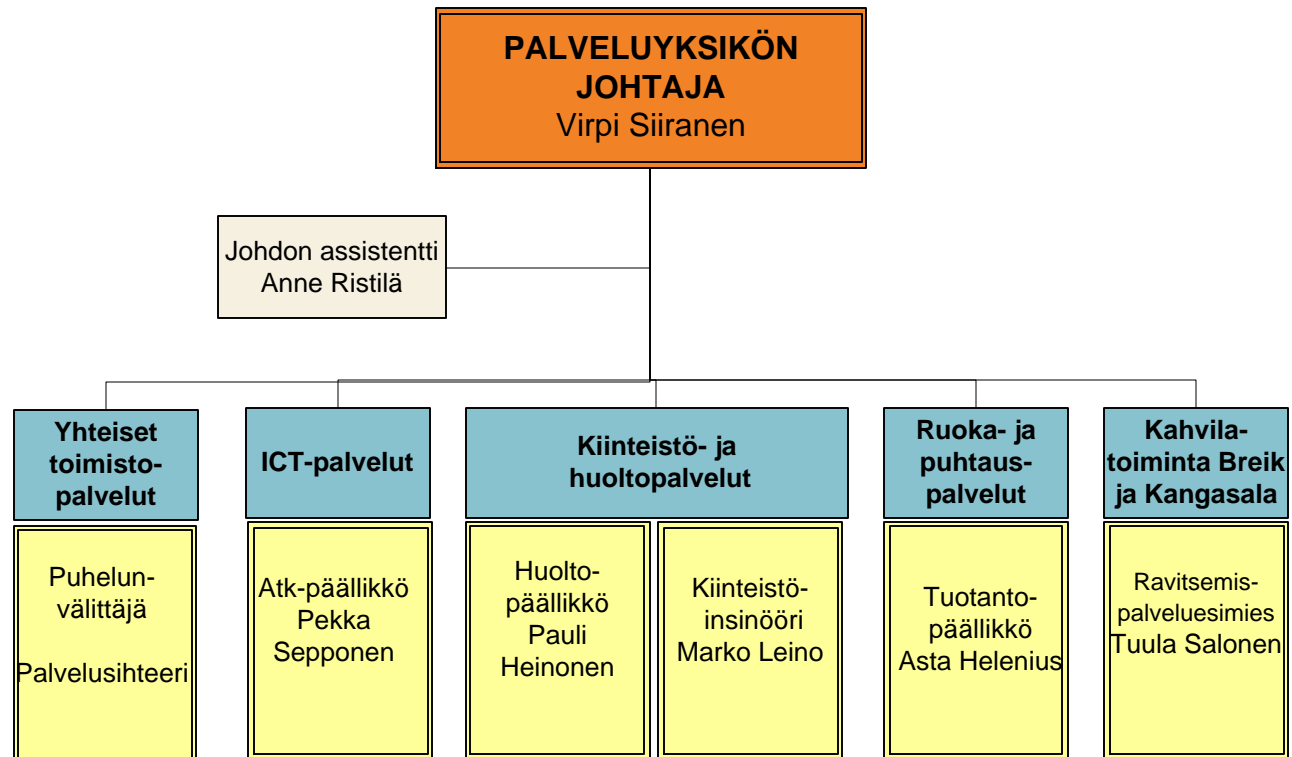 PALVELUYKSIKÖN
JOHTAJA
Virpi Siiranen
Johdon assistentti
Anne Ristilä
Yhteiset
toimisto-
palvelut
ICT-palvelut
Kiinteistö- ja
huoltopalvelut
Ruoka- ja
puhtaus-
palvelut
Kahvila-
toiminta Breik
ja Kangasala
Puhelun-
välittäjä
Palvelusihteeri
Atk-päällikkö
Pekka
Sepponen
Huolto-
päällikkö
Pauli
Heinonen
Kiinteistö-
insinööri
Marko Leino
Tuotanto-
päällikkö
Asta Helenius
Ravitsemis-
palveluesimies
Tuula Salonen